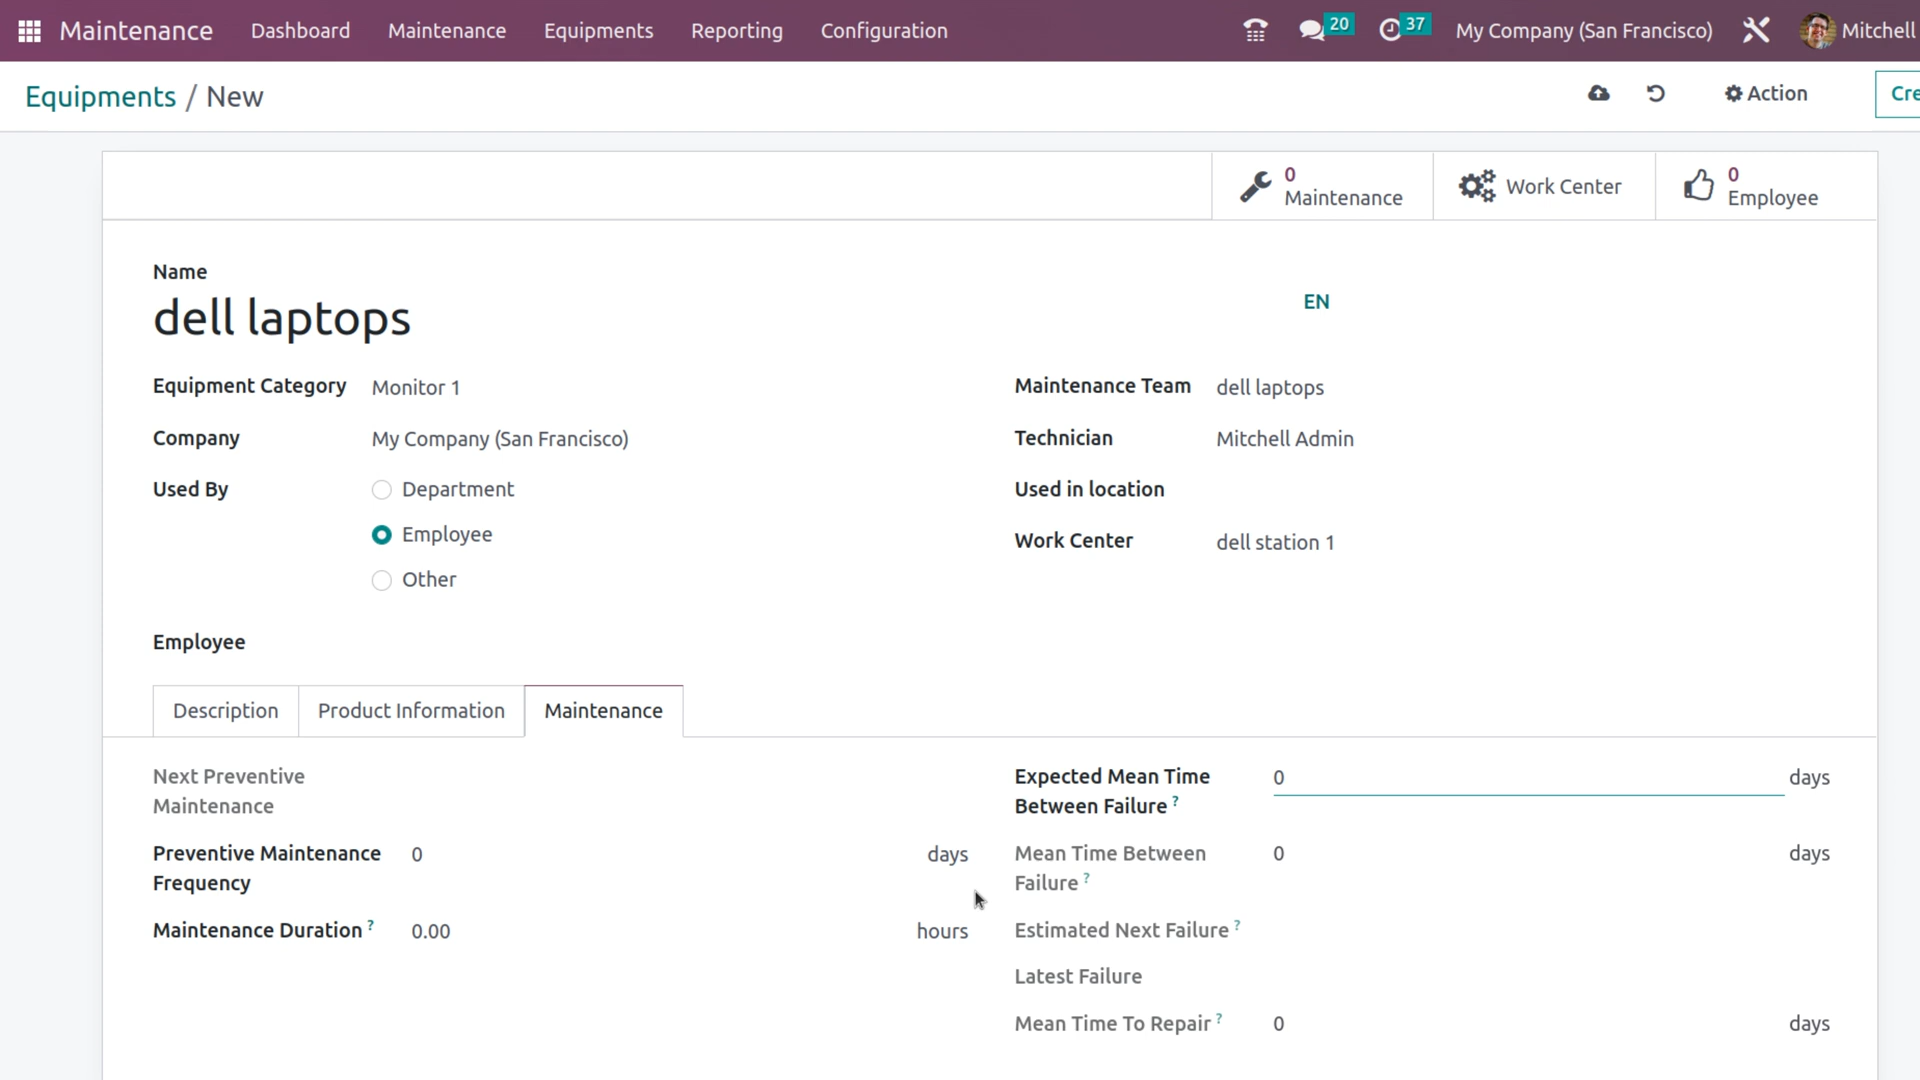 Maintenance Dashboard Maintenance Equipments Reporting Configuration 20 37 My Company (San Francisco) Mitchell
Equipments / New Action Cre
0
Maintenance
Work Center
0
Employee
Name
dell laptops
EN
Equipment Category Monitor 1
Company My Company (San Francisco)
Used By Department
Employee
Other
Employee
Maintenance Team dell laptops
Technician Mitchell Admin
Used in location
Work Center dell station 1
Description Product Information Maintenance
Next Preventive
Maintenance
Preventive Maintenance 0 days
Frequency
Maintenance Duration ? 0.00 hours
Expected Mean Time 0 days
Between Failure ?
Mean Time Between 0 days
Failure ?
Estimated Next Failure ?
Latest Failure
Mean Time To Repair ? 0 days